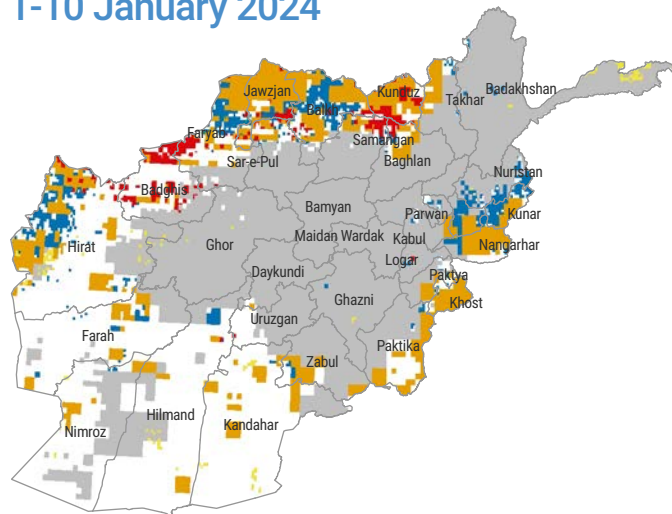 1-10 January 2024
Jawzjan
Balkh
Kunduz
Takhar
Badakhshan
Faryab
Samangan
Sar-e-Pul
Baghlan
Nuristan
Badghis
Bamyan
Parwan
Kunar
Hirat
Ghor
Maidan Wardak
Kabul
Nangarhar
Logar
Daykundi
Paktya
Ghazni
Khost
Uruzgan
Farah
Paktika
Zabul
Hilmand
Kandahar
Nimroz